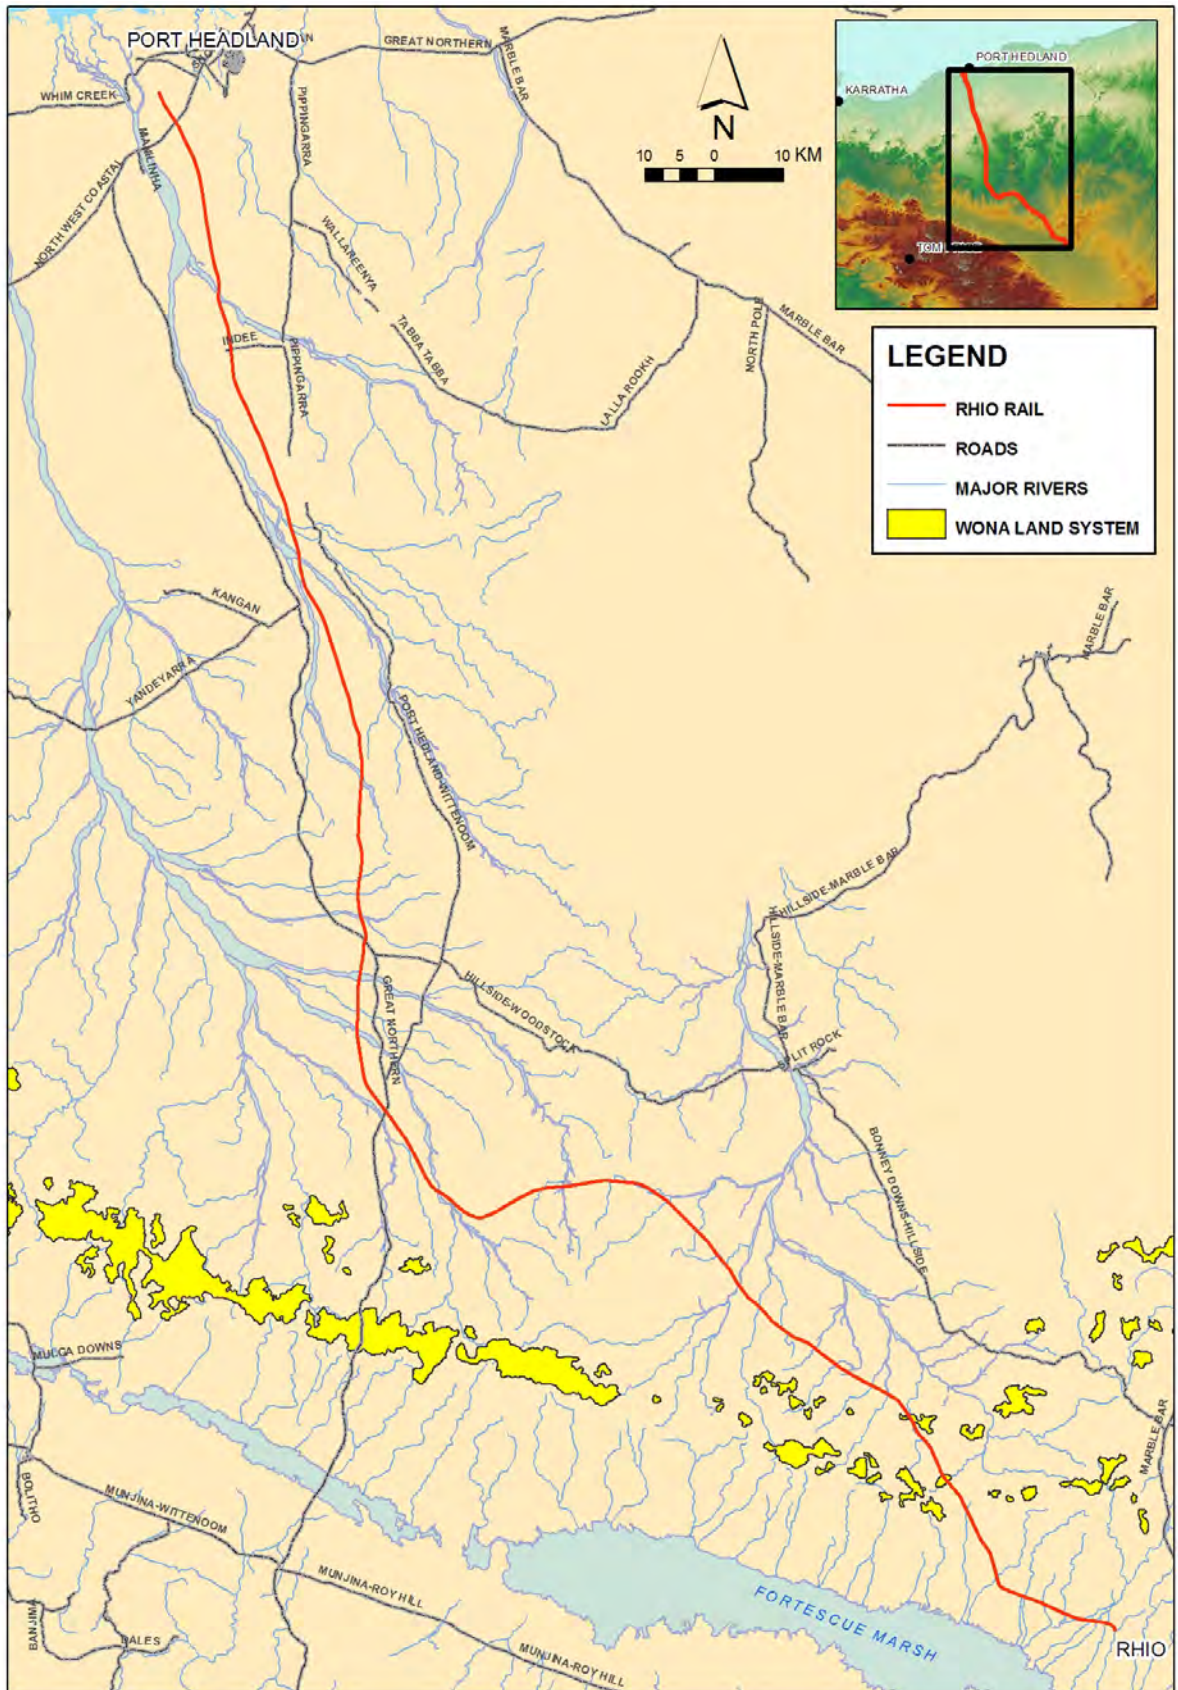 PORT HEADLAND
GREAT NORTHERN
MARBLE BAR
WHIM CREEK
PIPPINGARRA
NORTH WEST COASTAL
N
10 5 0 10 KM
PORT HEDLAND
KARRATHA
WALLAREENYA
INDEE
PIPPINGARRA
TABBA TABBA
LALLA ROOKH
NORTH POLE
MARBLE BAR
LEGEND
RHIO RAIL
ROADS
MAJOR RIVERS
WONA LAND SYSTEM
KANGAN
YANDEYARRA
PORT HEDLAND-WITTENOOM
MARBLE BAR
HILLSIDE-MARBLE BAR
HILLSIDE-MARBLE BAR
GREAT NORTHERN
HILLSIDE-WOODSTOCK
SPLIT ROCK
BONNEY DOWNS-HILLSIDE
MULGA DOWNS
MARBLE BAR
BOLITHO
MUNJINA-WITTENOOM
MUNJINA-ROY HILL
FORTESCUE MARSH
BANJIMA
DALES
MUNJINA-ROY HILL
RHIO